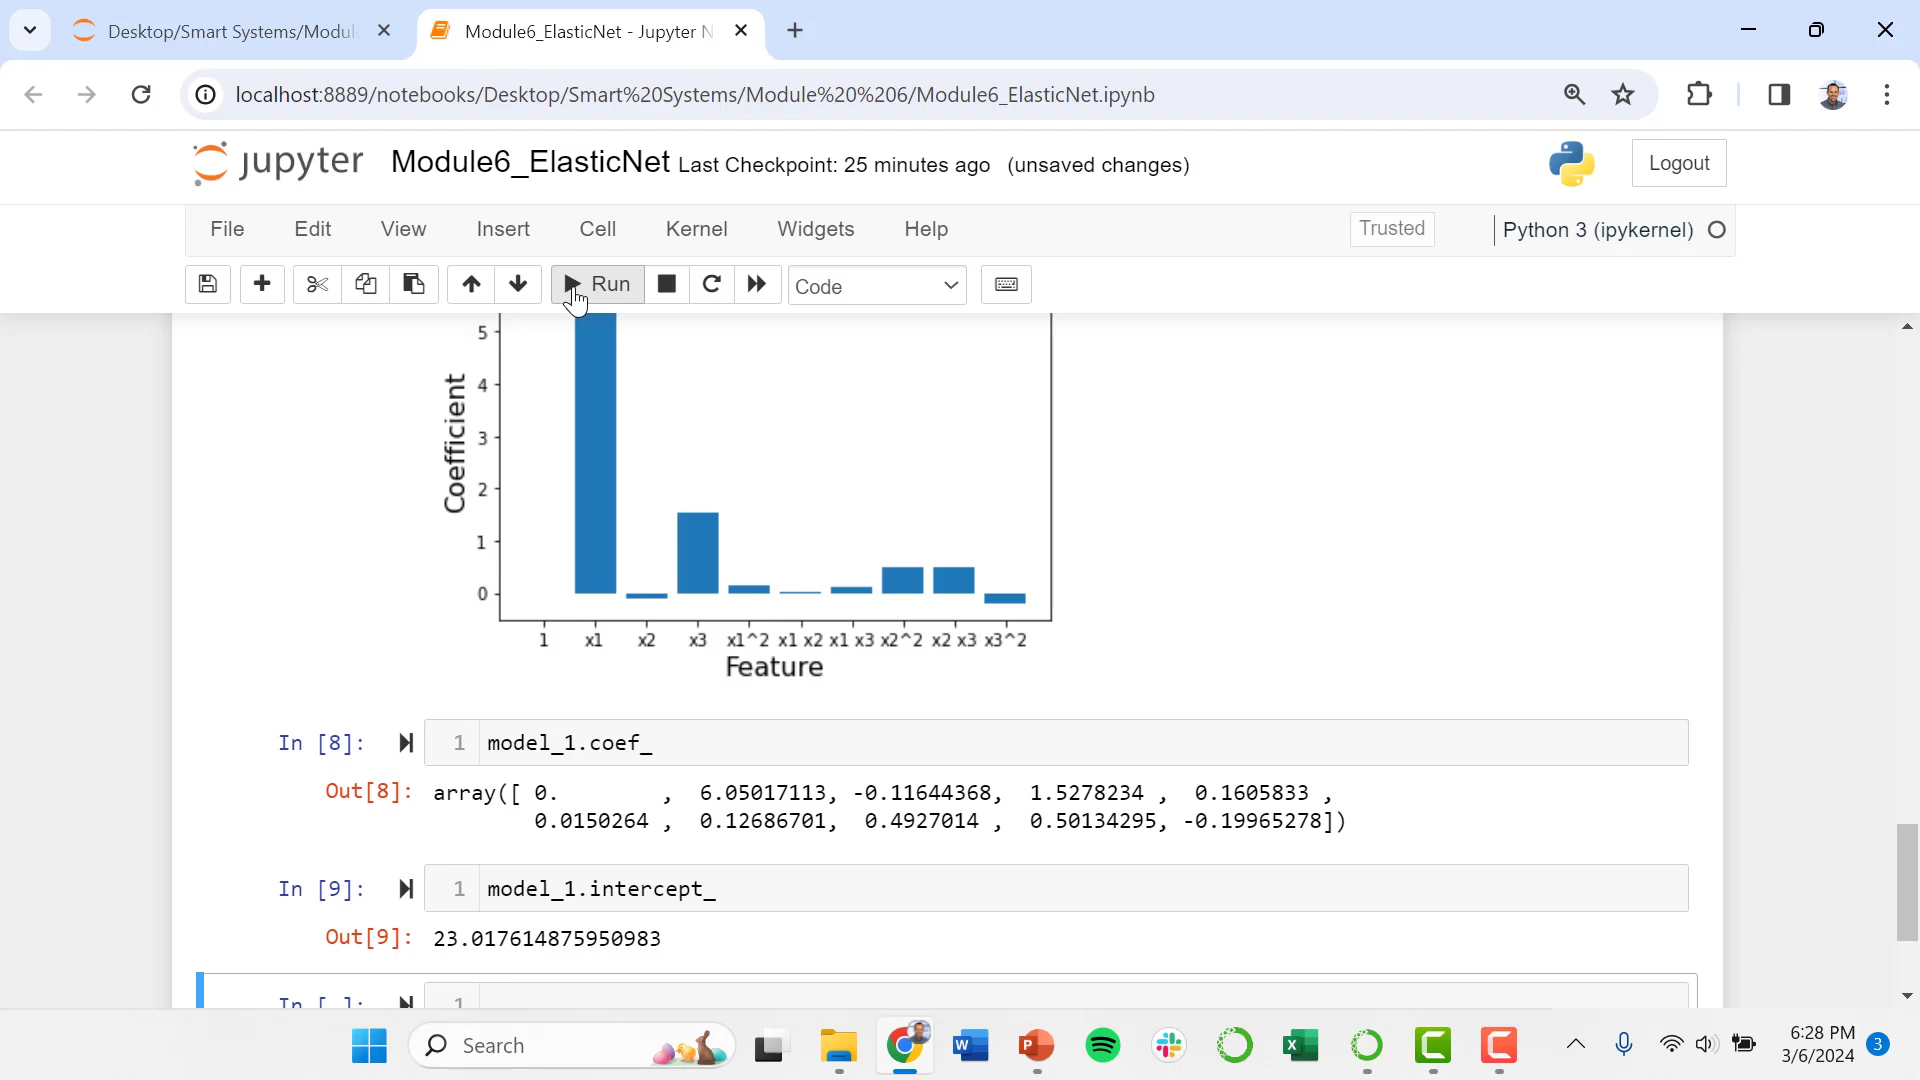 Desktop/Smart Systems/Modul
Module6_ElasticNet - Jupyter N
localhost:8889/notebooks/Desktop/Smart%20Systems/Module%20%206/Module6_ElasticNet.ipynb
jupyter Module6_ElasticNet Last Checkpoint: 25 minutes ago (unsaved changes)
Logout
File Edit View Insert Cell Kernel Widgets Help
Trusted
Python 3 (ipykernel)
Run
Code
5
4
3
2
1
0
Coefficient
1 x1 x2 x3 x1^2 x1 x2 x1 x3 x2^2 x2 x3 x3^2
Feature
In [8]: 1 model_1.coef_
Out[8]: array([ 0. , 6.05017113, -0.11644368, 1.5278234 , 0.1605833 ,
0.0150264 , 0.12686701, 0.4927014 , 0.50134295, -0.19965278])
In [9]: 1 model_1.intercept_
Out[9]: 23.017614875950983
In [ ]: 1
Search
W
P
X
6:28 PM
3/6/2024
3